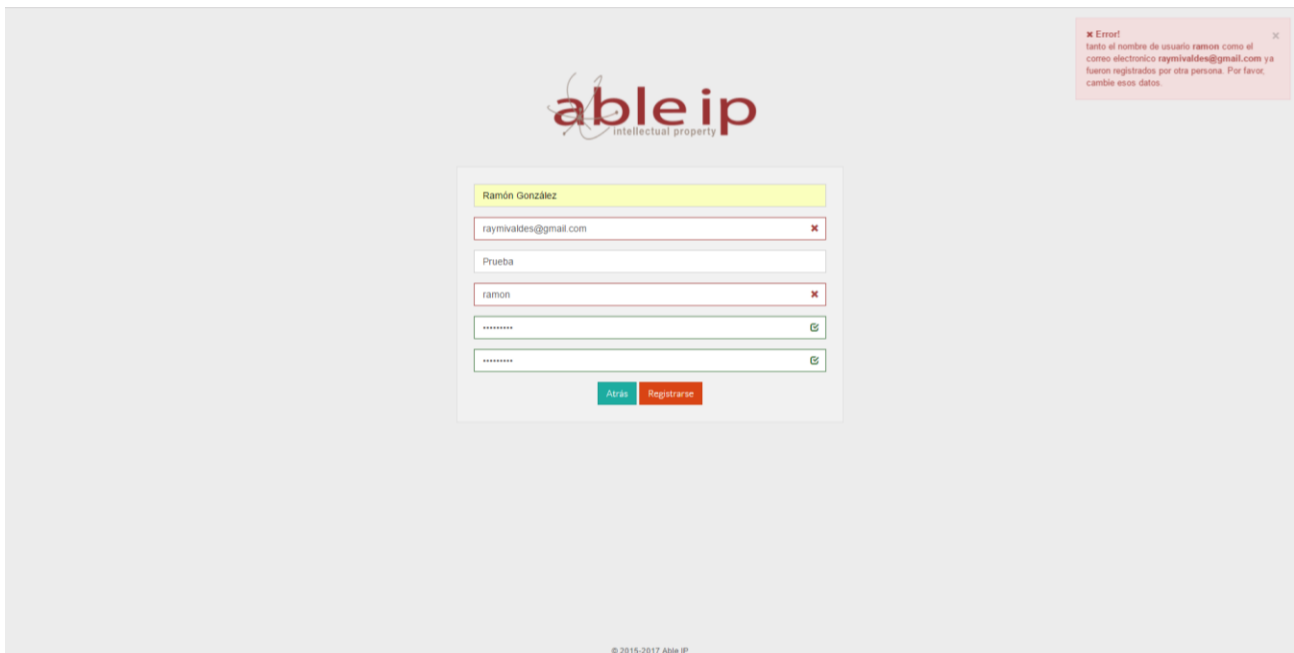 ✖ Error! ×
tanto el nombre de usuario ramon como el
correo electronico raymivaldes@gmail.com ya
fueron registrados por otra persona. Por favor,
cambie esos datos.
able ip
intellectual property
Ramón González
raymivaldes@gmail.com
Prueba
ramon
•••••••••
•••••••••
Atrás Registrarse
© 2015-2017 Able IP